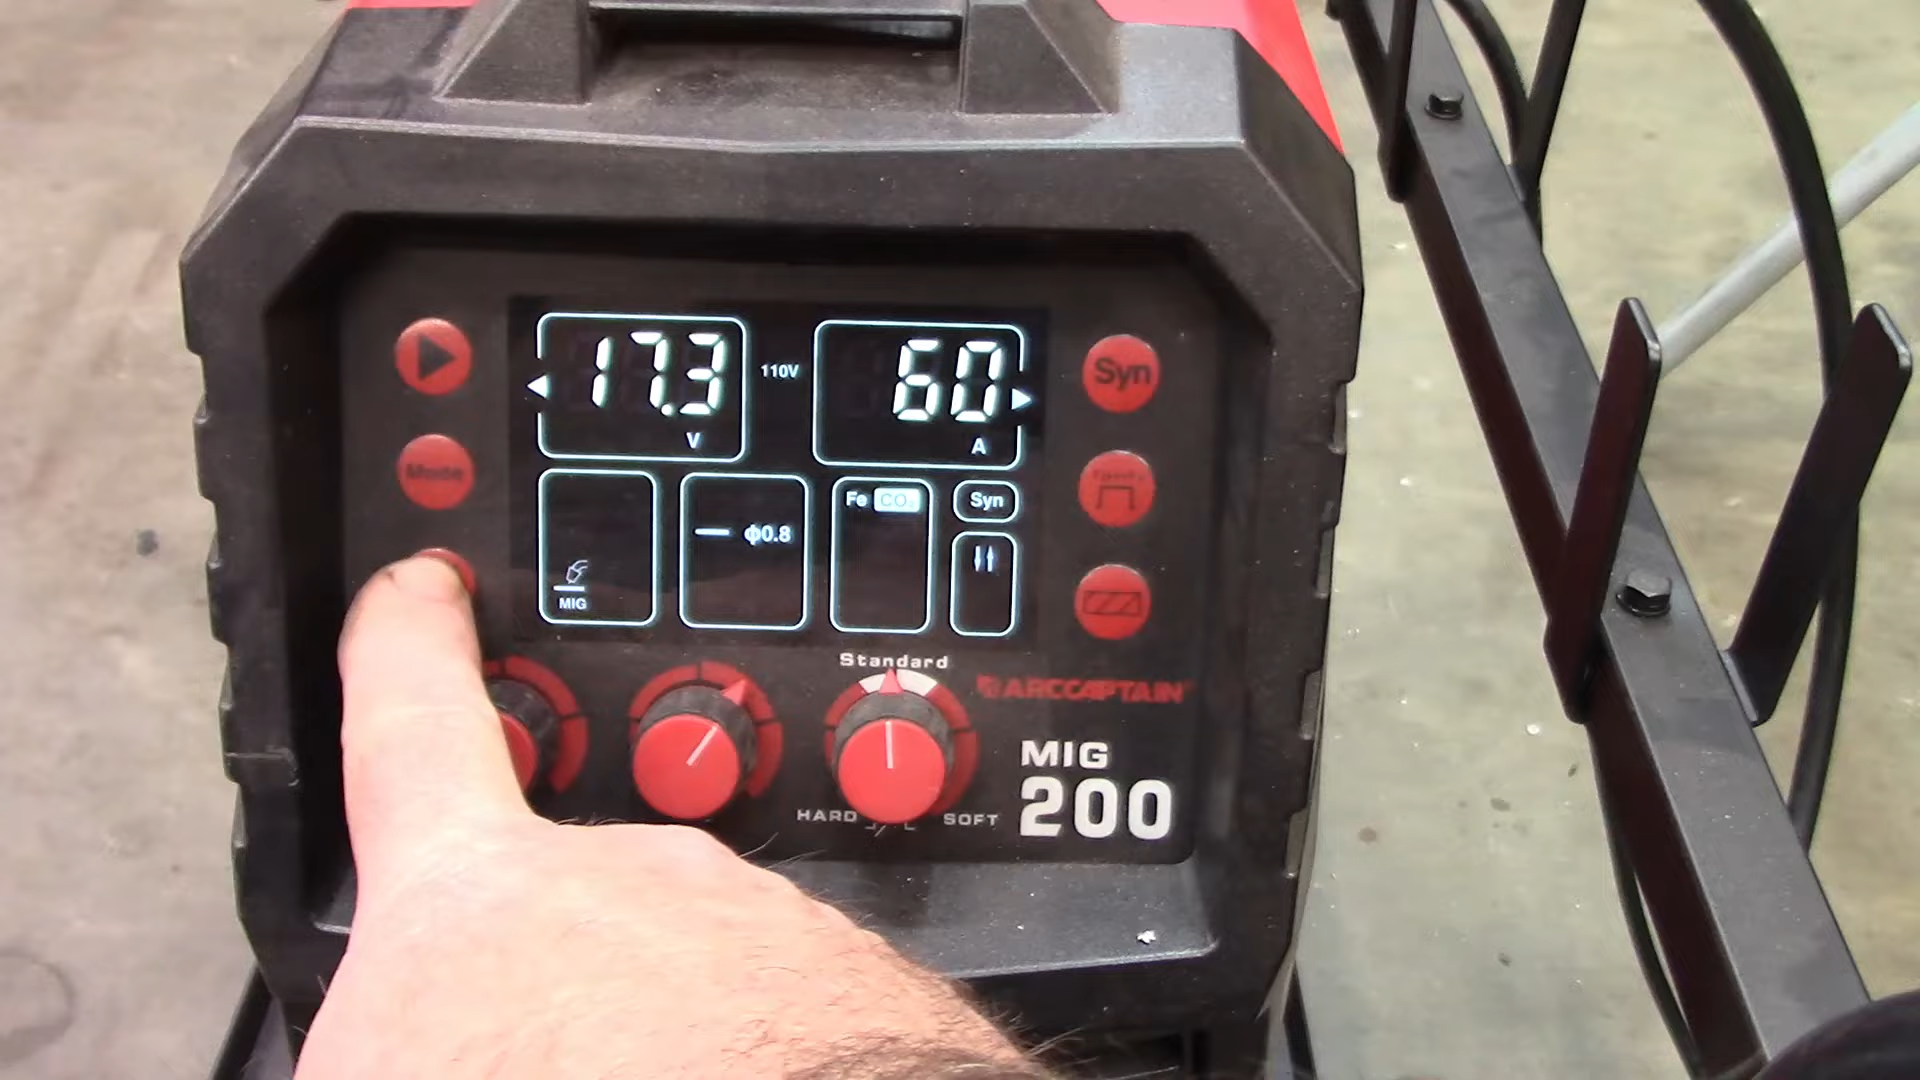 17.3
V
110V
60
A
Syn
Mode
MIG
ϕ0.8
Fe CO₂
Syn
Standard
ARCCAPTAIN
MIG
200
HARD
SOFT